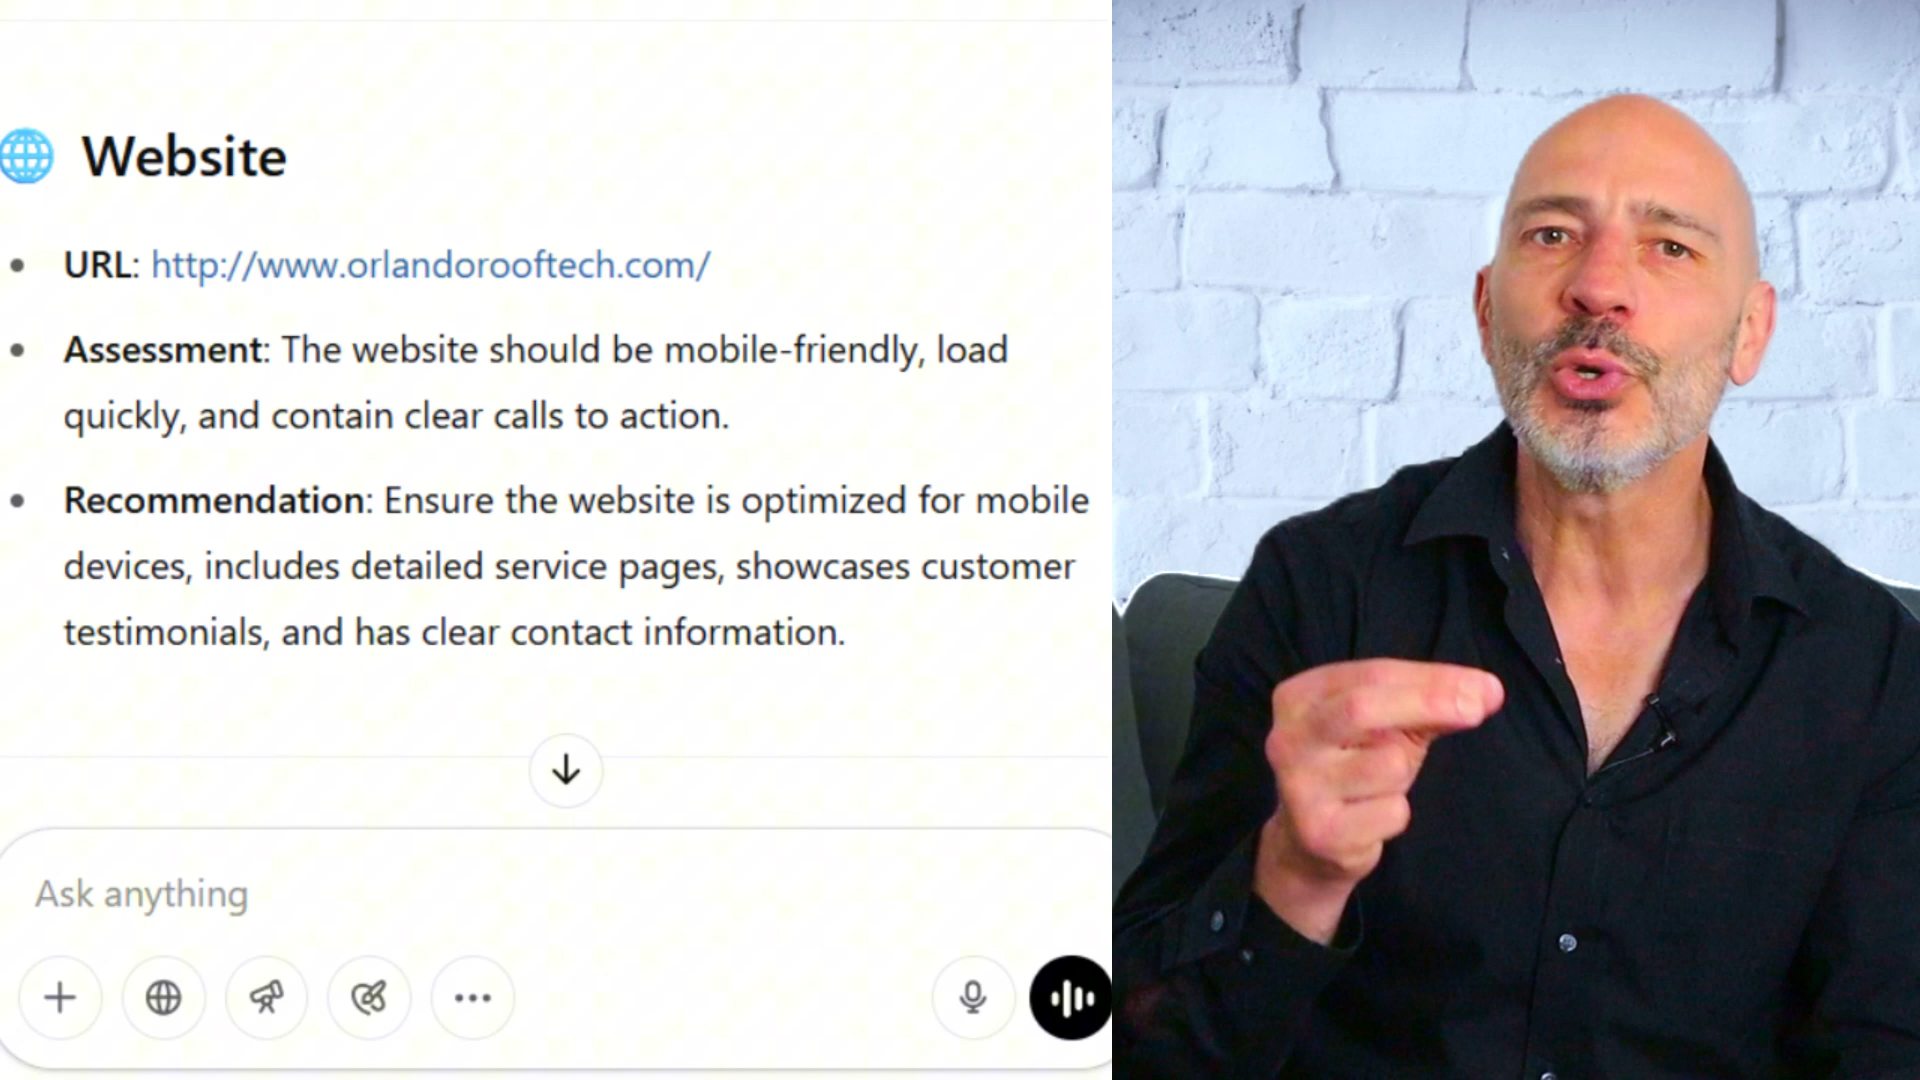 Website
URL: http://www.orlandorooftech.com/
Assessment: The website should be mobile-friendly, load
quickly, and contain clear calls to action.
Recommendation: Ensure the website is optimized for mobile
devices, includes detailed service pages, showcases customer
testimonials, and has clear contact information.
Ask anything